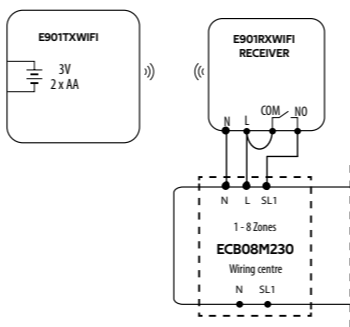 E901TXWIFI
3V
2 x AA
E901RXWIFI
RECEIVER
N L COM NO
N L SL1
1 - 8 Zones
ECB08M230
Wiring centre
N SL1